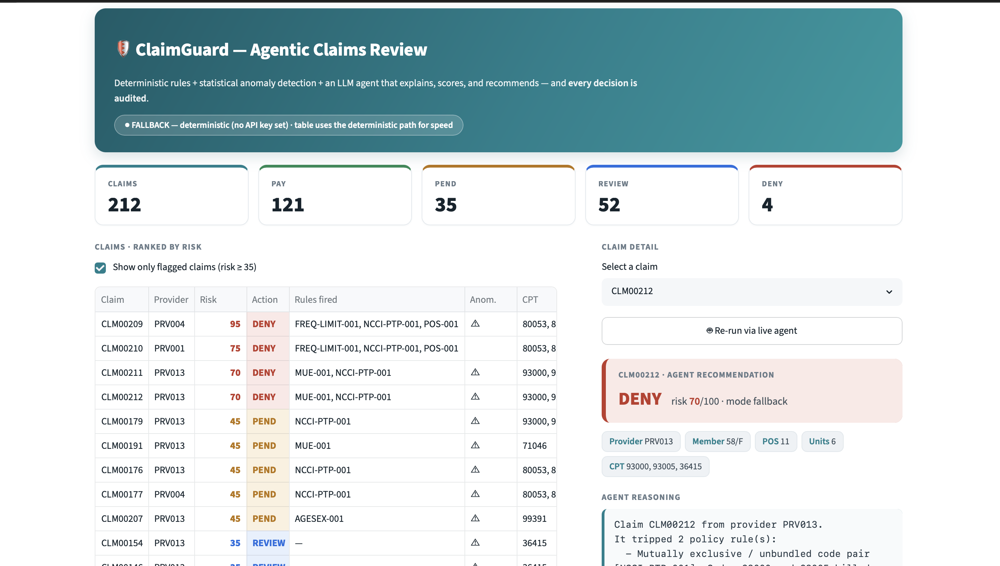 ClaimGuard — Agentic Claims Review
Deterministic rules + statistical anomaly detection + an LLM agent that explains, scores, and recommends — and every decision is
audited.
● FALLBACK — deterministic (no API key set) · table uses the deterministic path for speed
CLAIMS
212
PAY
121
PEND
35
REVIEW
52
DENY
4
CLAIMS · RANKED BY RISK
Show only flagged claims (risk ≥ 35)
Claim Provider Risk Action Rules fired Anom. CPT
CLM00209 PRV004 95 DENY FREQ-LIMIT-001, NCCI-PTP-001, POS-001 ⚠ 80053, 8
CLM00210 PRV001 75 DENY FREQ-LIMIT-001, NCCI-PTP-001, POS-001 80053, 8
CLM00211 PRV013 70 DENY MUE-001, NCCI-PTP-001 ⚠ 93000, 9
CLM00212 PRV013 70 DENY MUE-001, NCCI-PTP-001 ⚠ 93000, 9
CLM00179 PRV013 45 PEND NCCI-PTP-001 ⚠ 93000, 9
CLM00191 PRV013 45 PEND MUE-001 ⚠ 71046
CLM00176 PRV013 45 PEND NCCI-PTP-001 ⚠ 80053, 8
CLM00177 PRV004 45 PEND NCCI-PTP-001 ⚠ 80053, 8
CLM00207 PRV013 45 PEND AGESEX-001 ⚠ 99391
CLM00154 PRV013 35 REVIEW — ⚠ 36415
CLAIM DETAIL
Select a claim
CLM00212
Re-run via live agent
CLM00212 · AGENT RECOMMENDATION
DENY risk 70/100 · mode fallback
Provider PRV013 Member 58/F POS 11 Units 6
CPT 93000, 93005, 36415
AGENT REASONING
Claim CLM00212 from provider PRV013.
It tripped 2 policy rule(s):
– Mutually exclusive / unbundled code pair